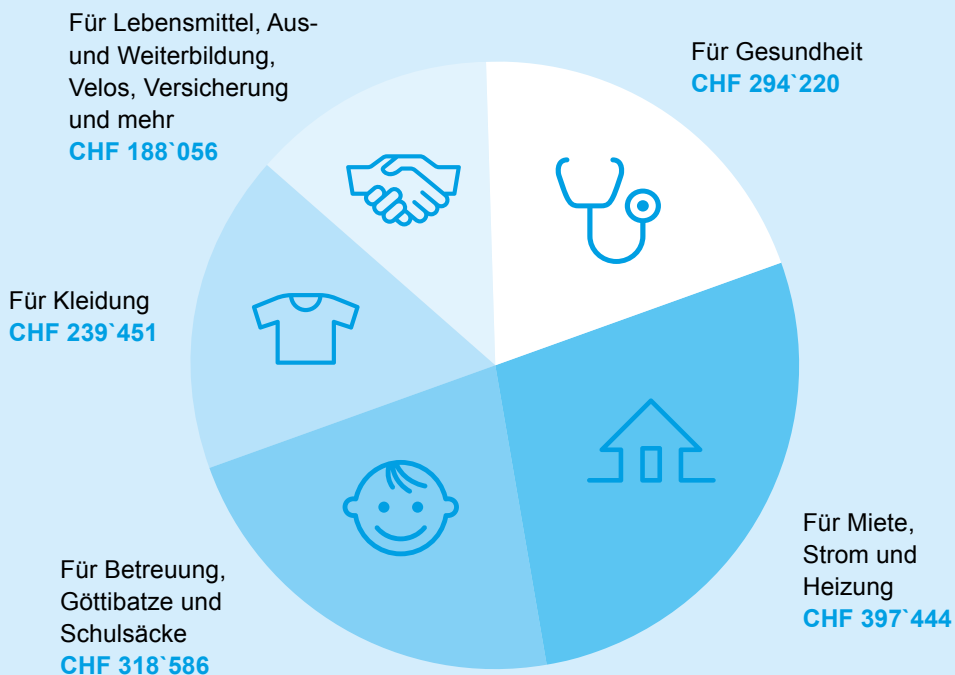 Für Lebensmittel, Aus-
und Weiterbildung,
Velos, Versicherung
und mehr
CHF 188`056
Für Gesundheit
CHF 294`220
Für Kleidung
CHF 239`451
Für Miete,
Strom und
Heizung
CHF 397`444
Für Betreuung,
Göttibatze und
Schulsäcke
CHF 318`586